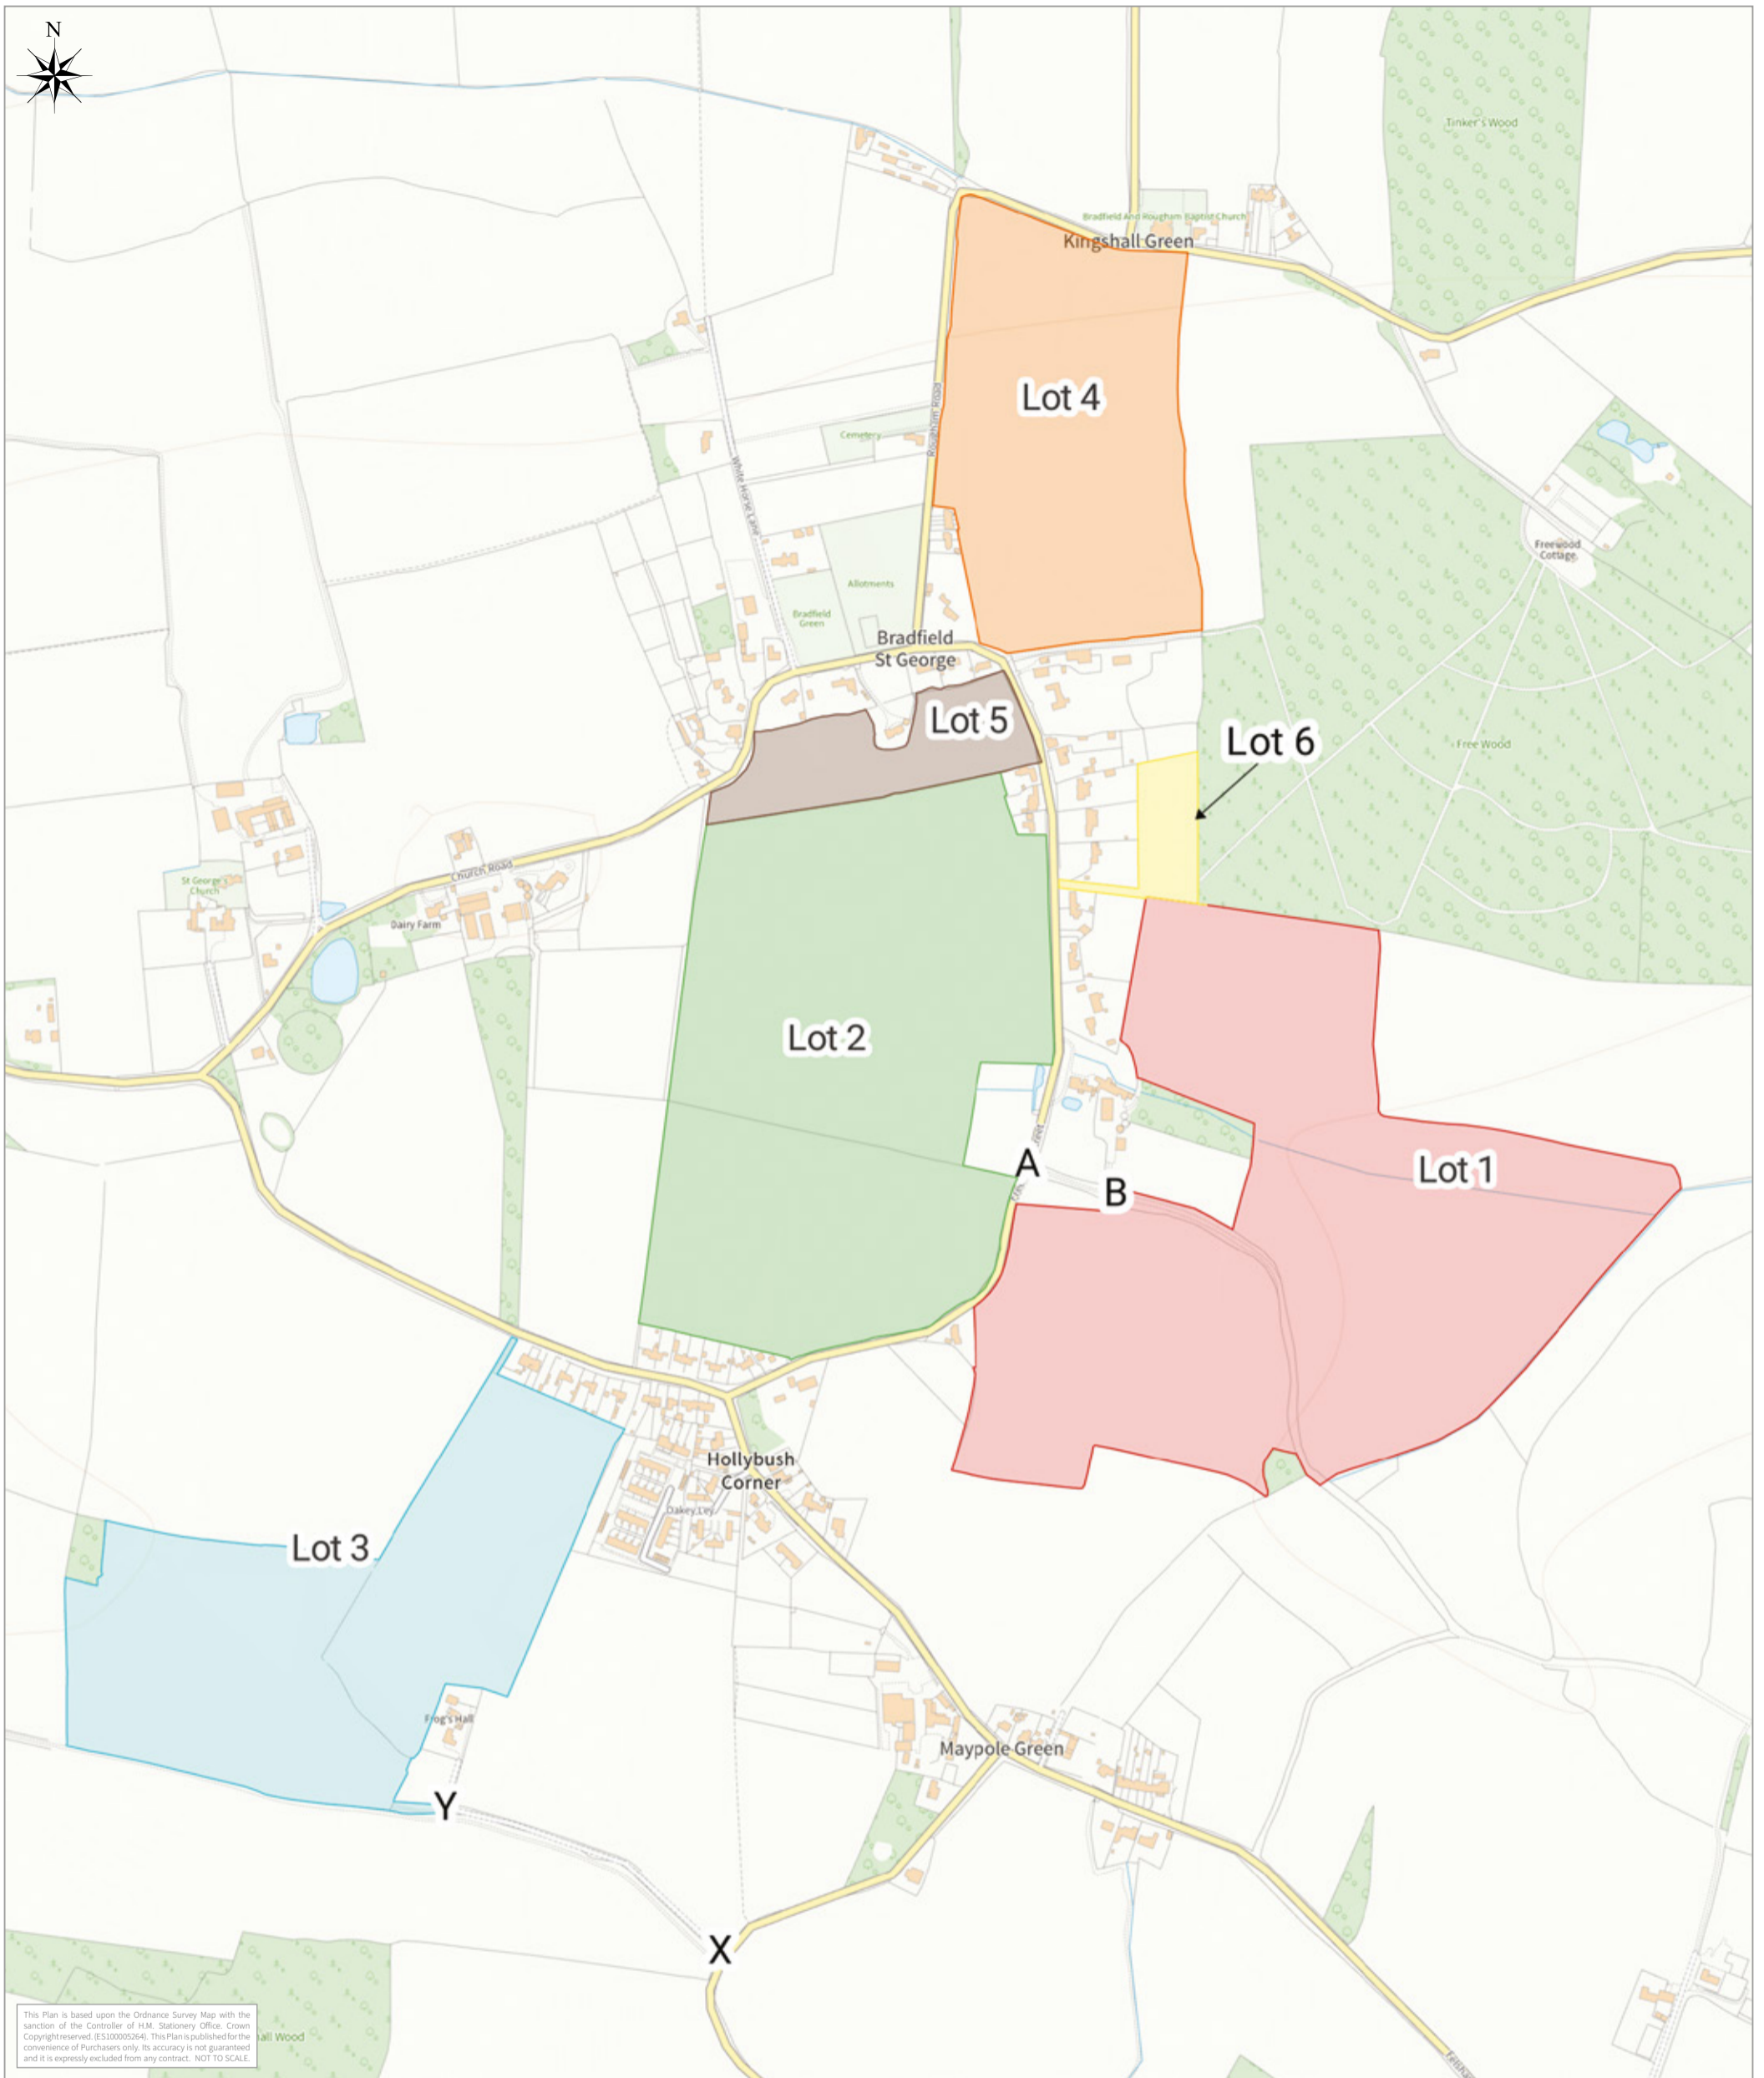 N
Tinker's Wood
Bradfield And Rougham Baptist Church
Kingshall Green
Lot 4
Rougham Road
Cemetery
White Horse Lane
Freewood
Cottage
Allotments
Bradfield
Green
Bradfield
St George
Lot 5
Lot 6
Free Wood
Church Road
St George's
Church
Dairy Farm
Lot 2
A
B
Lot 1
Hollybush
Corner
Oakey Ley
Lot 3
Frog's Hall
Maypole Green
Y
X
This Plan is based upon the Ordnance Survey Map with the
sanction of the Controller of H.M. Stationery Office. Crown
Copyright reserved. (ES100005264). This Plan is published for the
convenience of Purchasers only. Its accuracy is not guaranteed
and it is expressly excluded from any contract. NOT TO SCALE.
all Wood